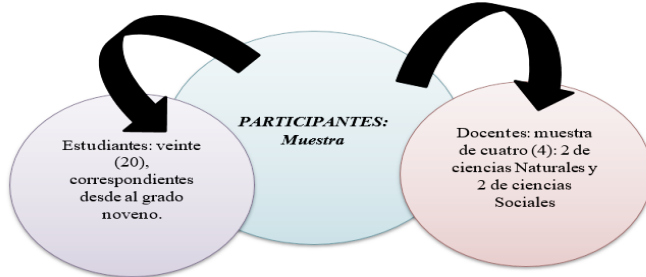 PARTICIPANTES:
Muestra
Estudiantes: veinte
(20),
correspondientes
desde al grado
noveno.
Docentes: muestra
de cuatro (4): 2 de
ciencias Naturales y
2 de ciencias
Sociales